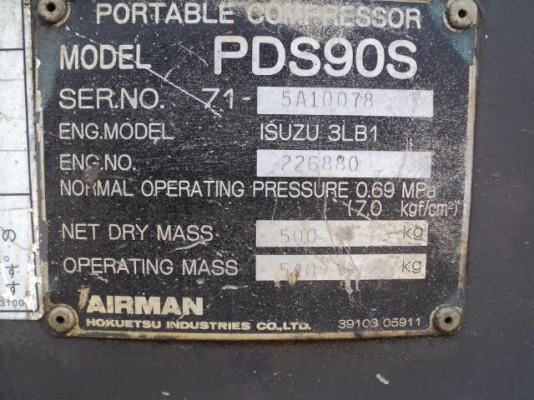 PORTABLE COMPRESSOR
MODEL PDS90S
SER.NO. 71- 5A10078
ENG.MODEL ISUZU 3LB1
ENG.NO. 226880
NORMAL OPERATING PRESSURE 0.69 MPa
(7.0 kgf/cm²)
NET DRY MASS 500 kg
OPERATING MASS 540 kg
AIRMAN
HOKUETSU INDUSTRIES CO.,LTD. 39103 05911
3100